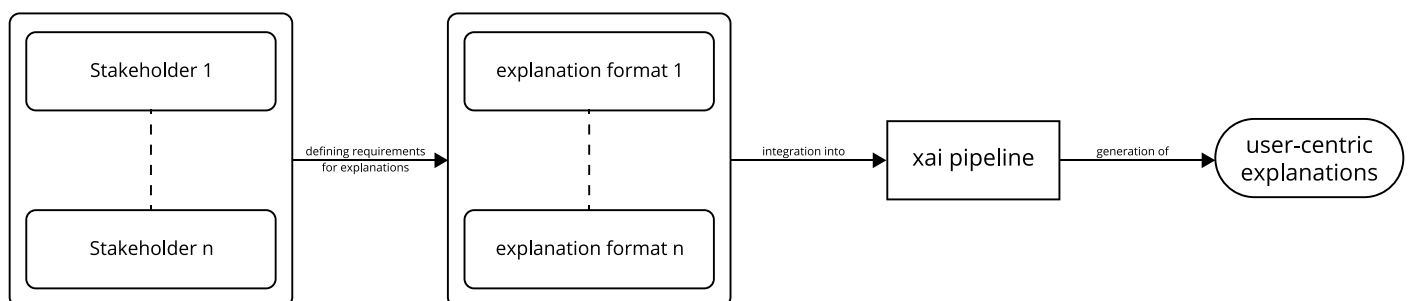 Stakeholder 1
Stakeholder n
defining requirements
for explanations
explanation format 1
explanation format n
integration into
xai pipeline
generation of
user-centric
explanations